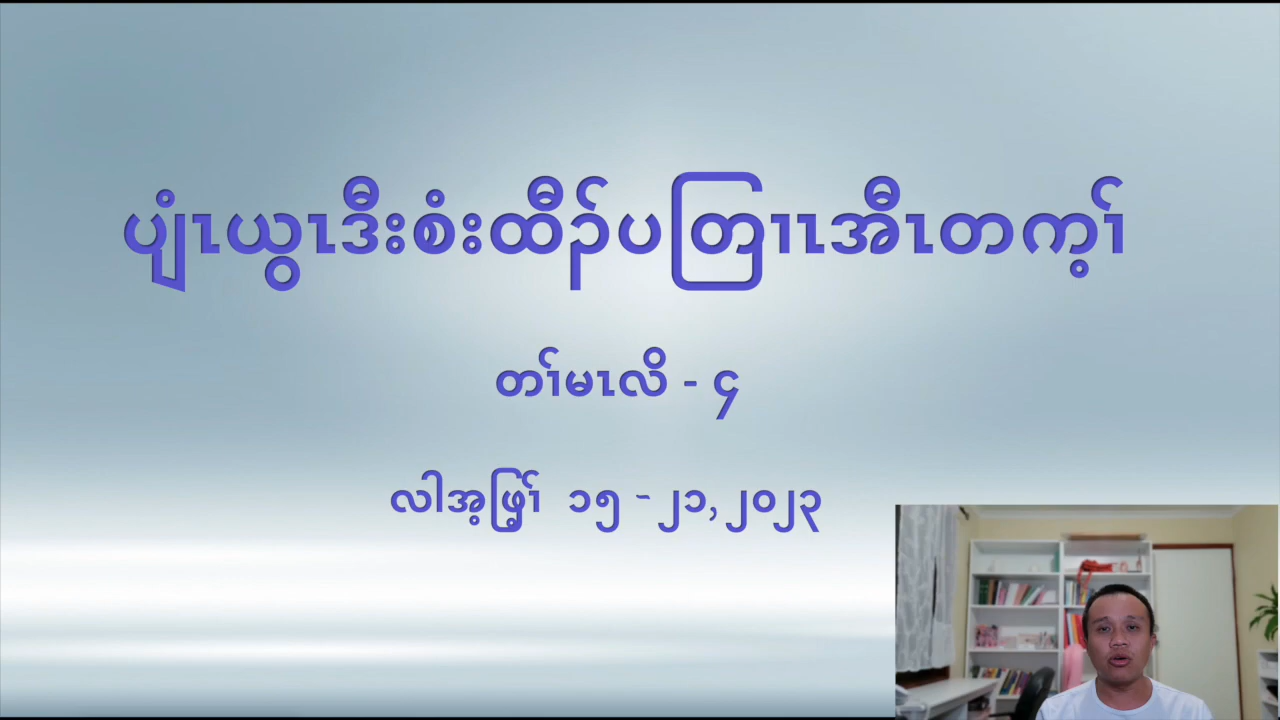 ပျံၤယွၤဒီးစံးထီၣ်ပတြၢၤအီၤတက့ၢ်
တၢ်မၤလိ - ၄
လါအ့ဖြ့ၢ် ၁၅ - ၂၁, ၂၀၂၃